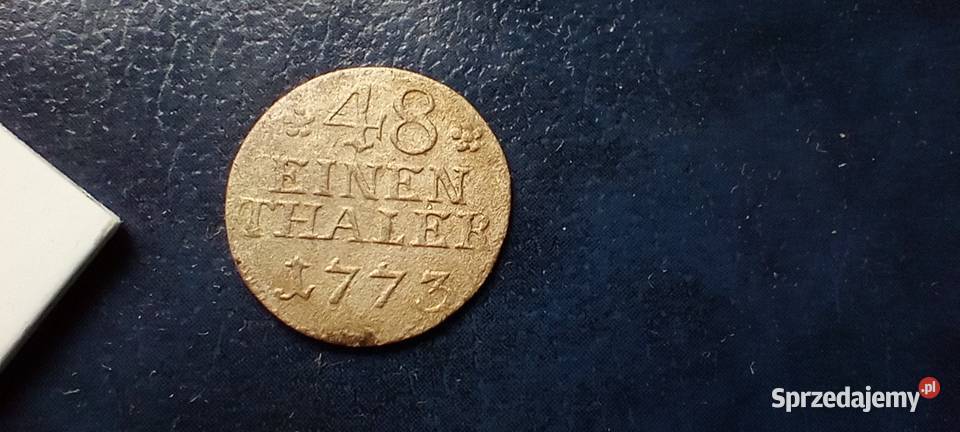 48
EINEN
THALER
1773
Sprzedajemy.pl